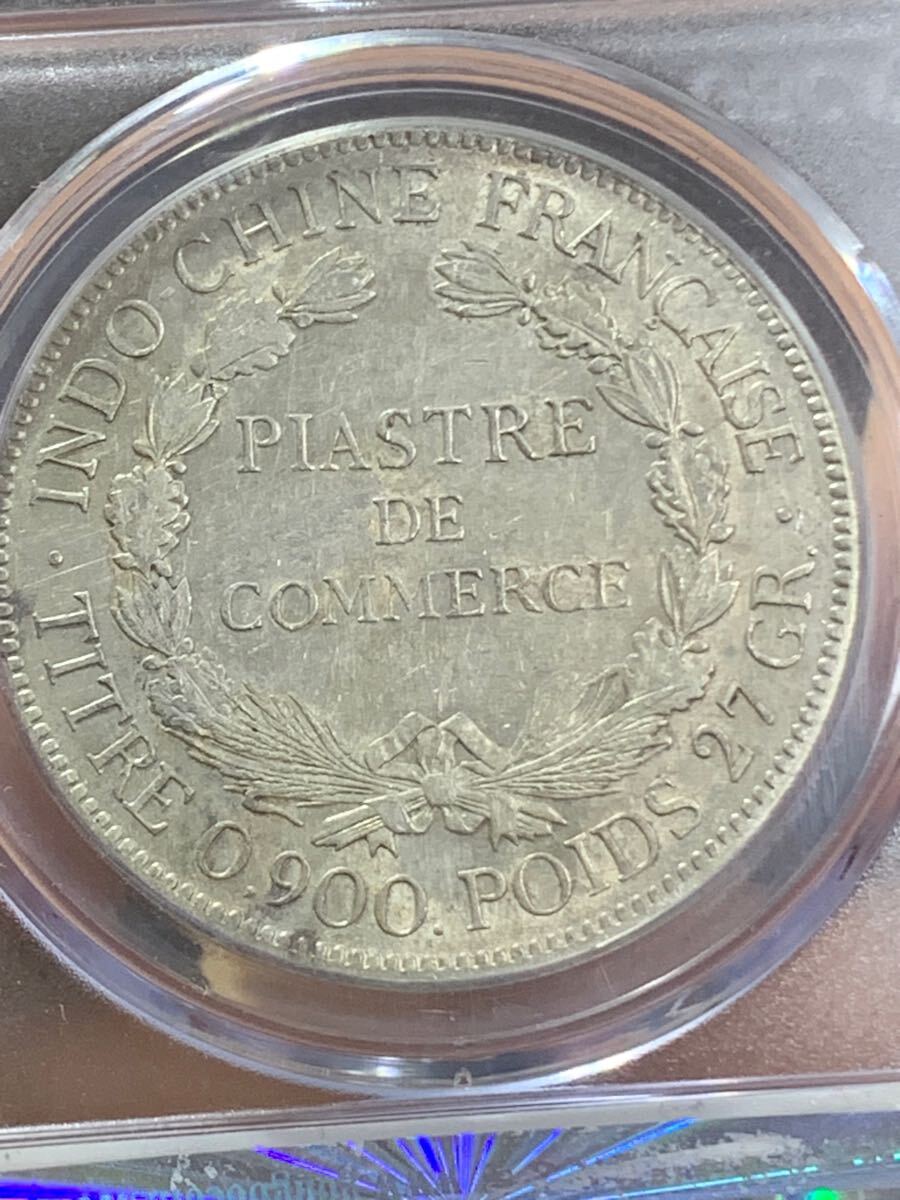 INDO-CHINE FRANÇAISE
PIASTRE
DE
COMMERCE
· TITRE 0,900. POIDS 27 GR. ·